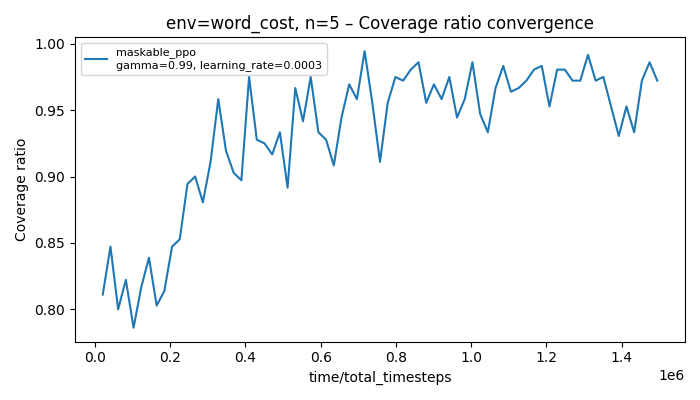 env=word_cost, n=5 – Coverage ratio convergence
maskable_ppo
gamma=0.99, learning_rate=0.0003
Coverage ratio
1.00
0.95
0.90
0.85
0.80
0.0 0.2 0.4 0.6 0.8 1.0 1.2 1.4
1e6
time/total_timesteps